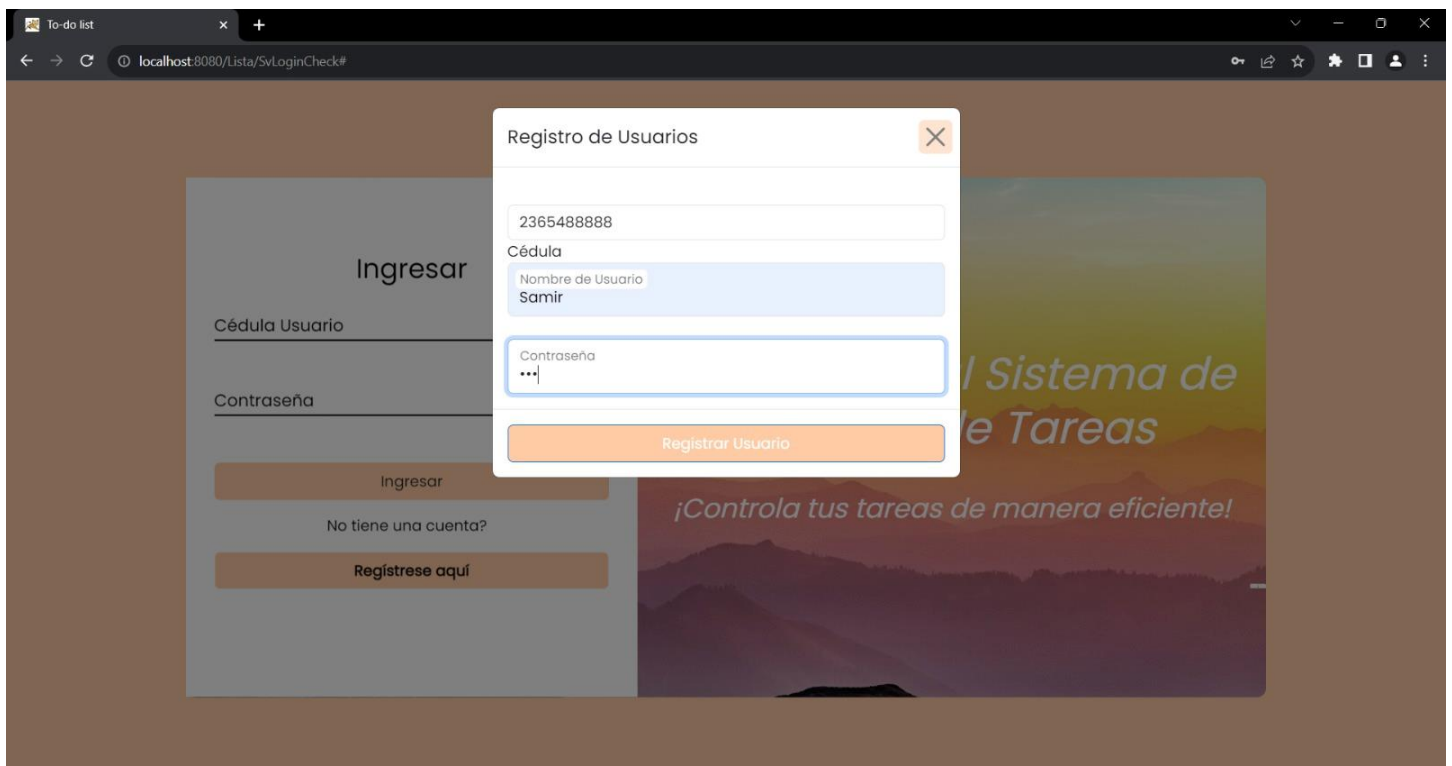 To-do list
localhost:8080/Lista/SvLoginCheck#
Registro de Usuarios
2365488888
Cédula
Nombre de Usuario
Samir
Contraseña
•••
Registrar Usuario
Ingresar
Cédula Usuario
Contraseña
Ingresar
No tiene una cuenta?
Regístrese aquí
l Sistema de
de Tareas
¡Controla tus tareas de manera eficiente!